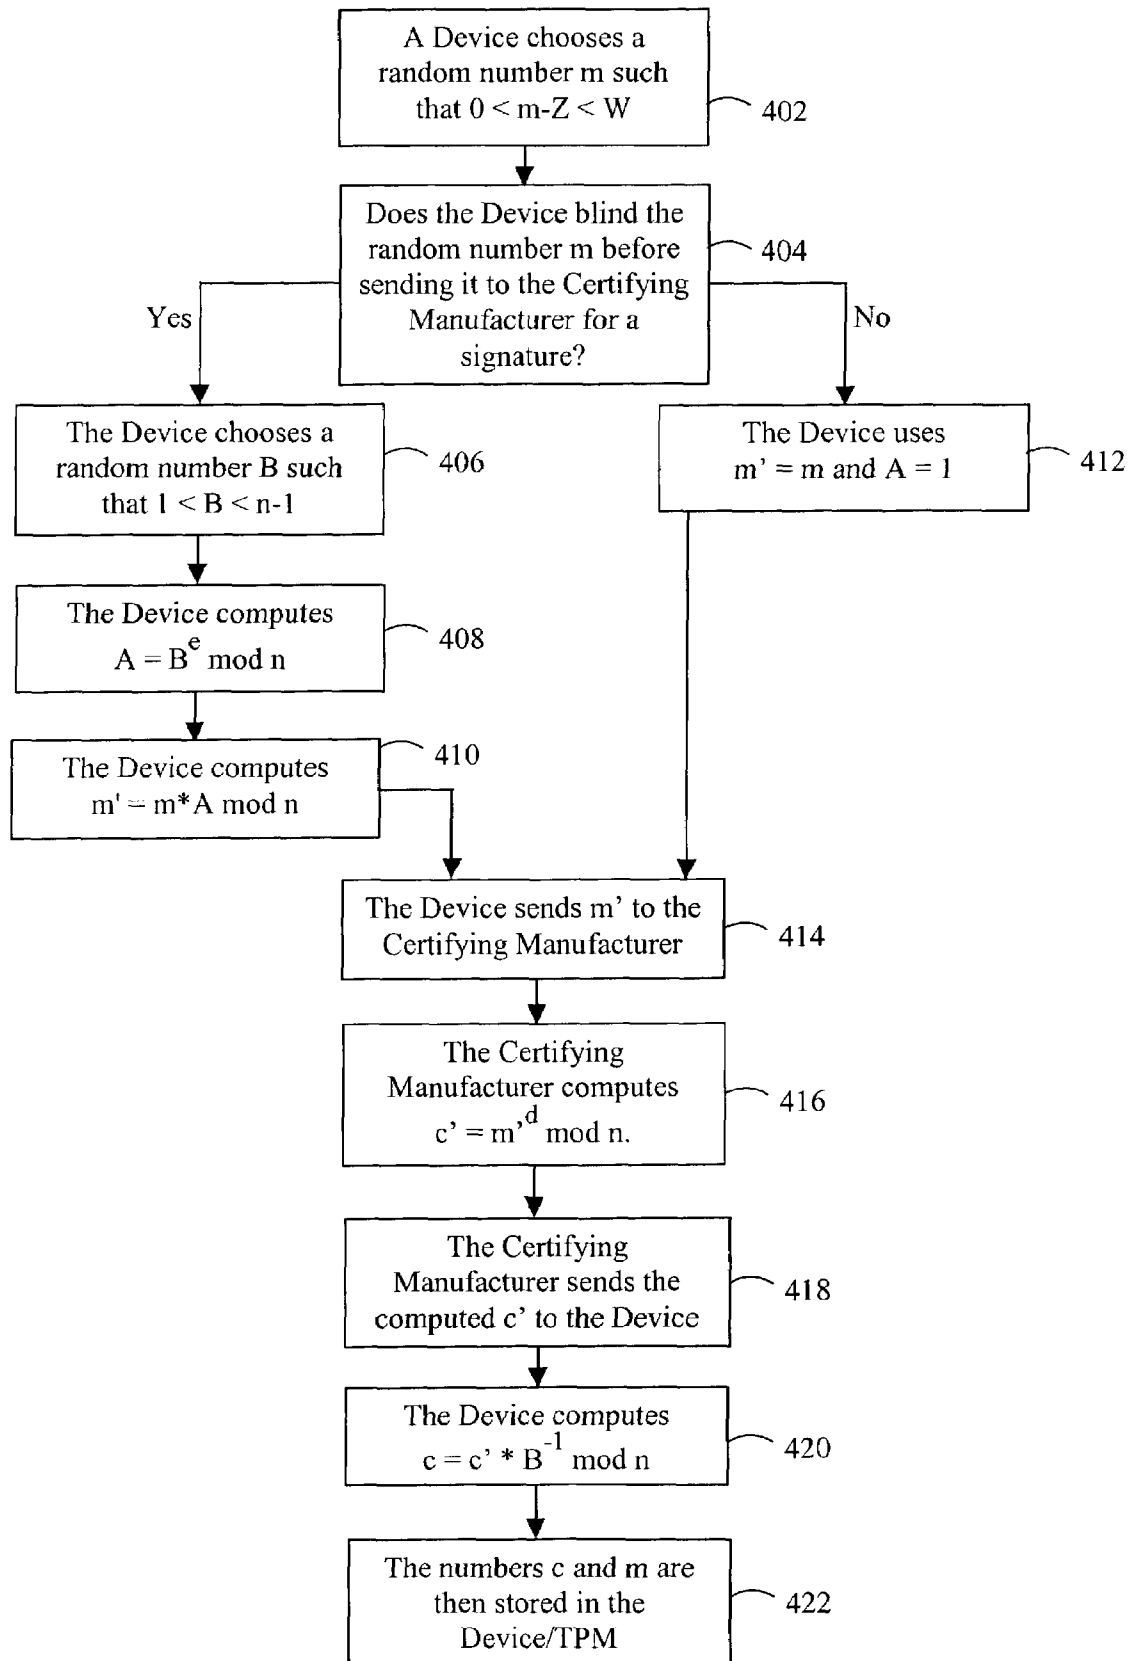 A Device chooses a
random number m such
that 0 < m-Z < W
402
Does the Device blind the
random number m before
sending it to the Certifying
Manufacturer for a
signature?
404
Yes
No
The Device chooses a
random number B such
that 1 < B < n-1
406
The Device uses
m’ = m and A = 1
412
The Device computes
A = B^e mod n
408
The Device computes
m' = m*A mod n
410
The Device sends m’ to the
Certifying Manufacturer
414
The Certifying
Manufacturer computes
c’ = m’^d mod n.
416
The Certifying
Manufacturer sends the
computed c’ to the Device
418
The Device computes
c = c’ * B^-1 mod n
420
The numbers c and m are
then stored in the
Device/TPM
422